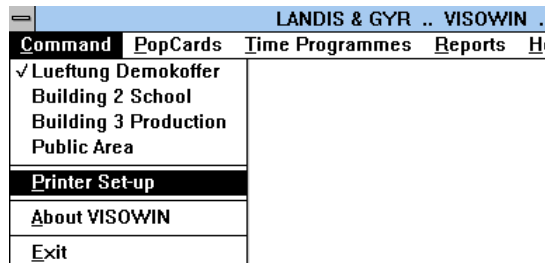 LANDIS & GYR .. VISOWIN .
Command PopCards Time Programmes Reports
√ Lueftung Demokoffer
Building 2 School
Building 3 Production
Public Area
Printer Set-up
About VISOWIN
Exit